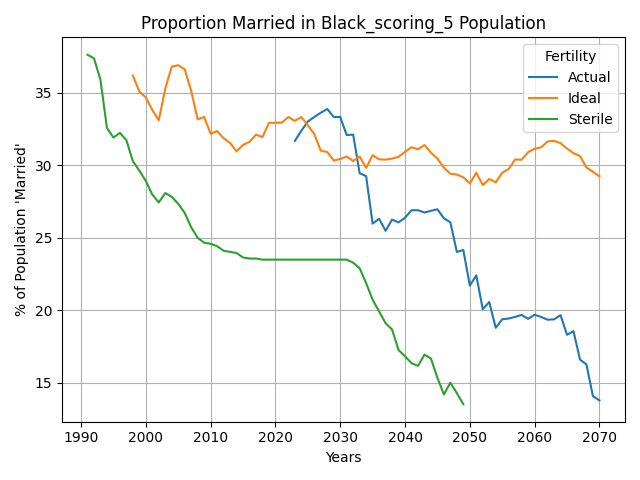 Proportion Married in Black_scoring_5 Population
% of Population 'Married'
35
30
25
20
15
Fertility
Actual
Ideal
Sterile
1990 2000 2010 2020 2030 2040 2050 2060 2070
Years